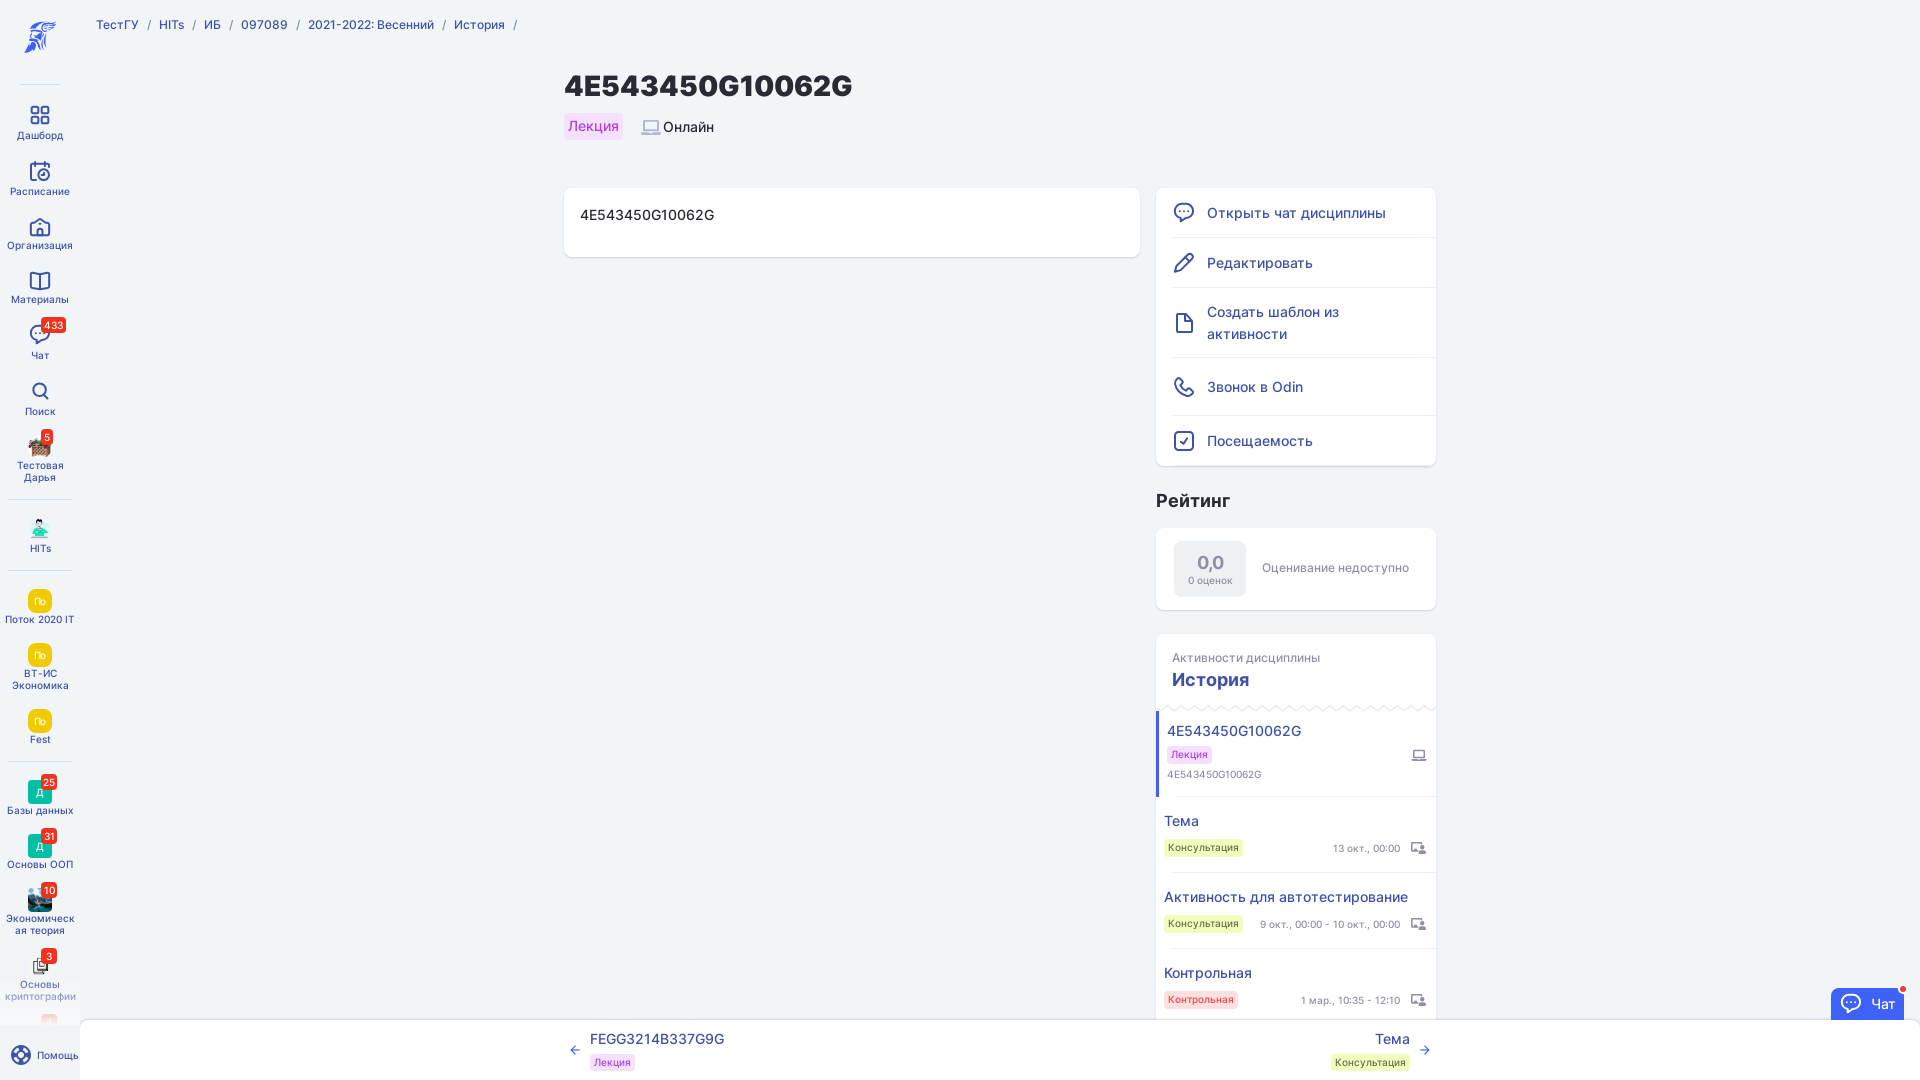 ТестГУ / HITs / ИБ / 097089 / 2021-2022: Весенний / История /
Дашборд
Расписание
Организация
Материалы
433
Чат
Поиск
5
Тестовая
Дарья
HITs
По
Поток 2020 IT
По
ВТ-ИС
Экономика
По
Fest
25
Д
Базы данных
31
Д
Основы ООП
10
Экономическ
ая теория
3
Основы
криптографии
Помощь
4E543450G10062G
Лекция
Онлайн
4E543450G10062G
Открыть чат дисциплины
Редактировать
Создать шаблон из
активности
Звонок в Odin
Посещаемость
Рейтинг
0,0
0 оценок
Оценивание недоступно
Активности дисциплины
История
4E543450G10062G
Лекция
4E543450G10062G
Тема
Консультация 13 окт., 00:00
Активность для автотестирование
Консультация 9 окт., 00:00 - 10 окт., 00:00
Контрольная
Контрольная 1 мар., 10:35 - 12:10
Чат
FEGG3214B337G9G
Лекция
Тема
Консультация